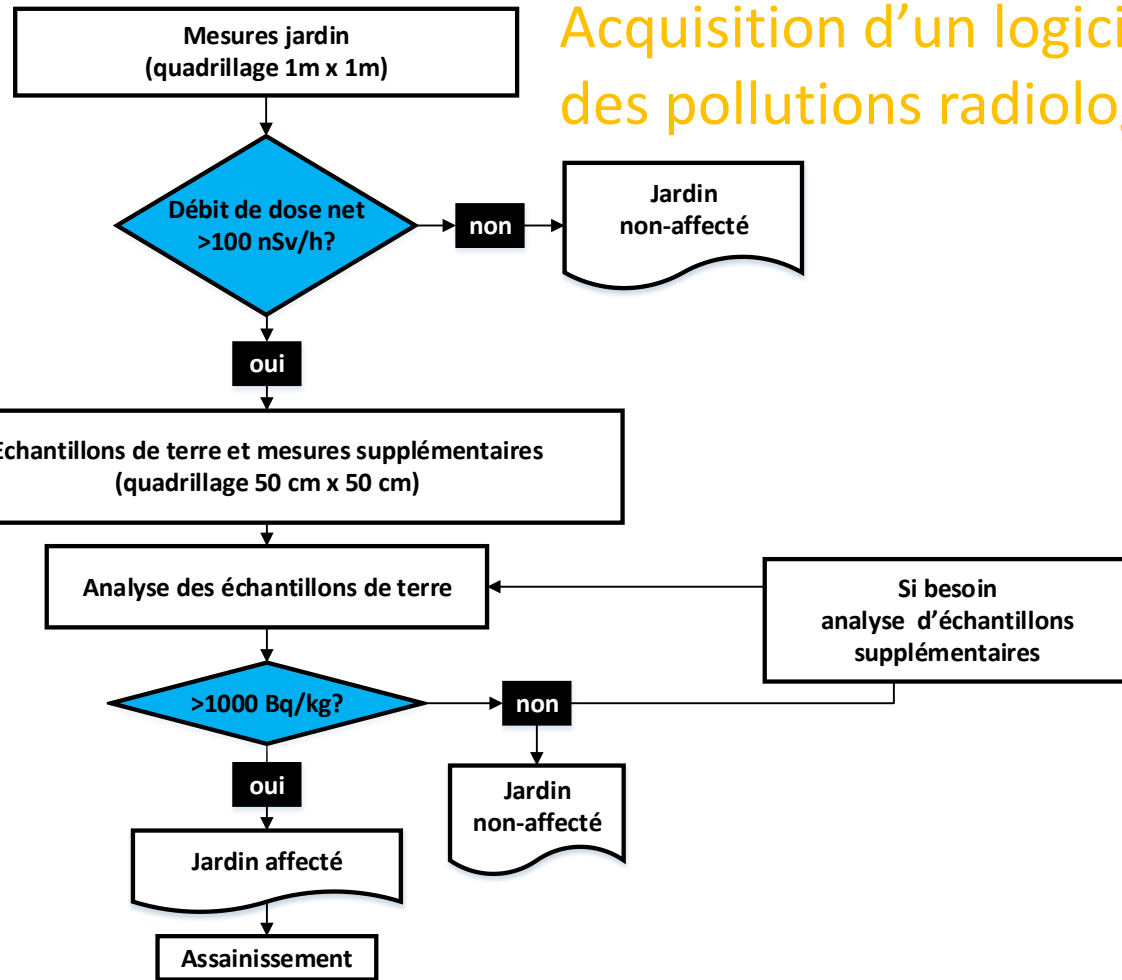 Acquisition d’un logici
des pollutions radiolog
Mesures jardin
(quadrillage 1m x 1m)
Débit de dose net
>100 nSv/h?
non
Jardin
non-affecté
oui
Echantillons de terre et mesures supplémentaires
(quadrillage 50 cm x 50 cm)
Analyse des échantillons de terre
Si besoin
analyse d’échantillons
supplémentaires
>1000 Bq/kg?
non
oui
Jardin
non-affecté
Jardin affecté
Assainissement